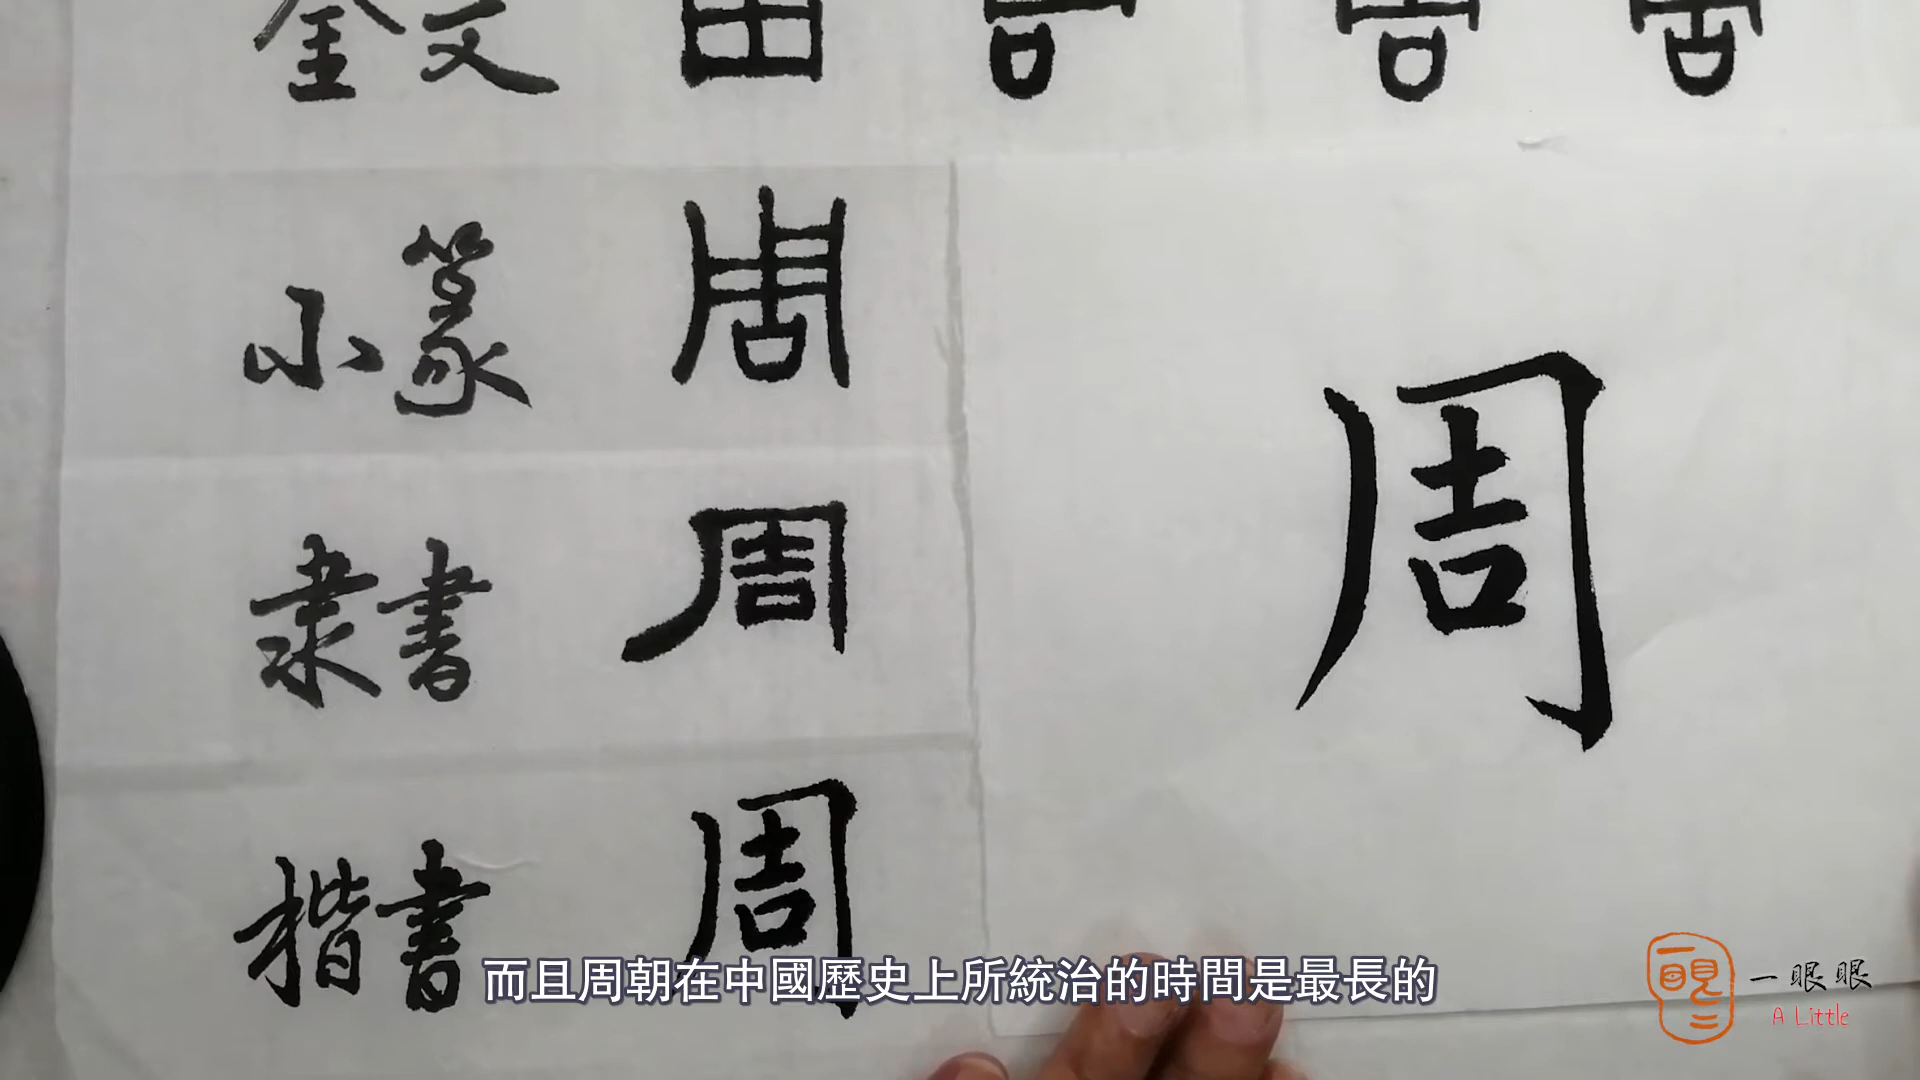 金文
小篆 周 周
隶書 周
楷書 周
而且周朝在中國歷史上所統治的時間是最長的
一眼眼
A Little